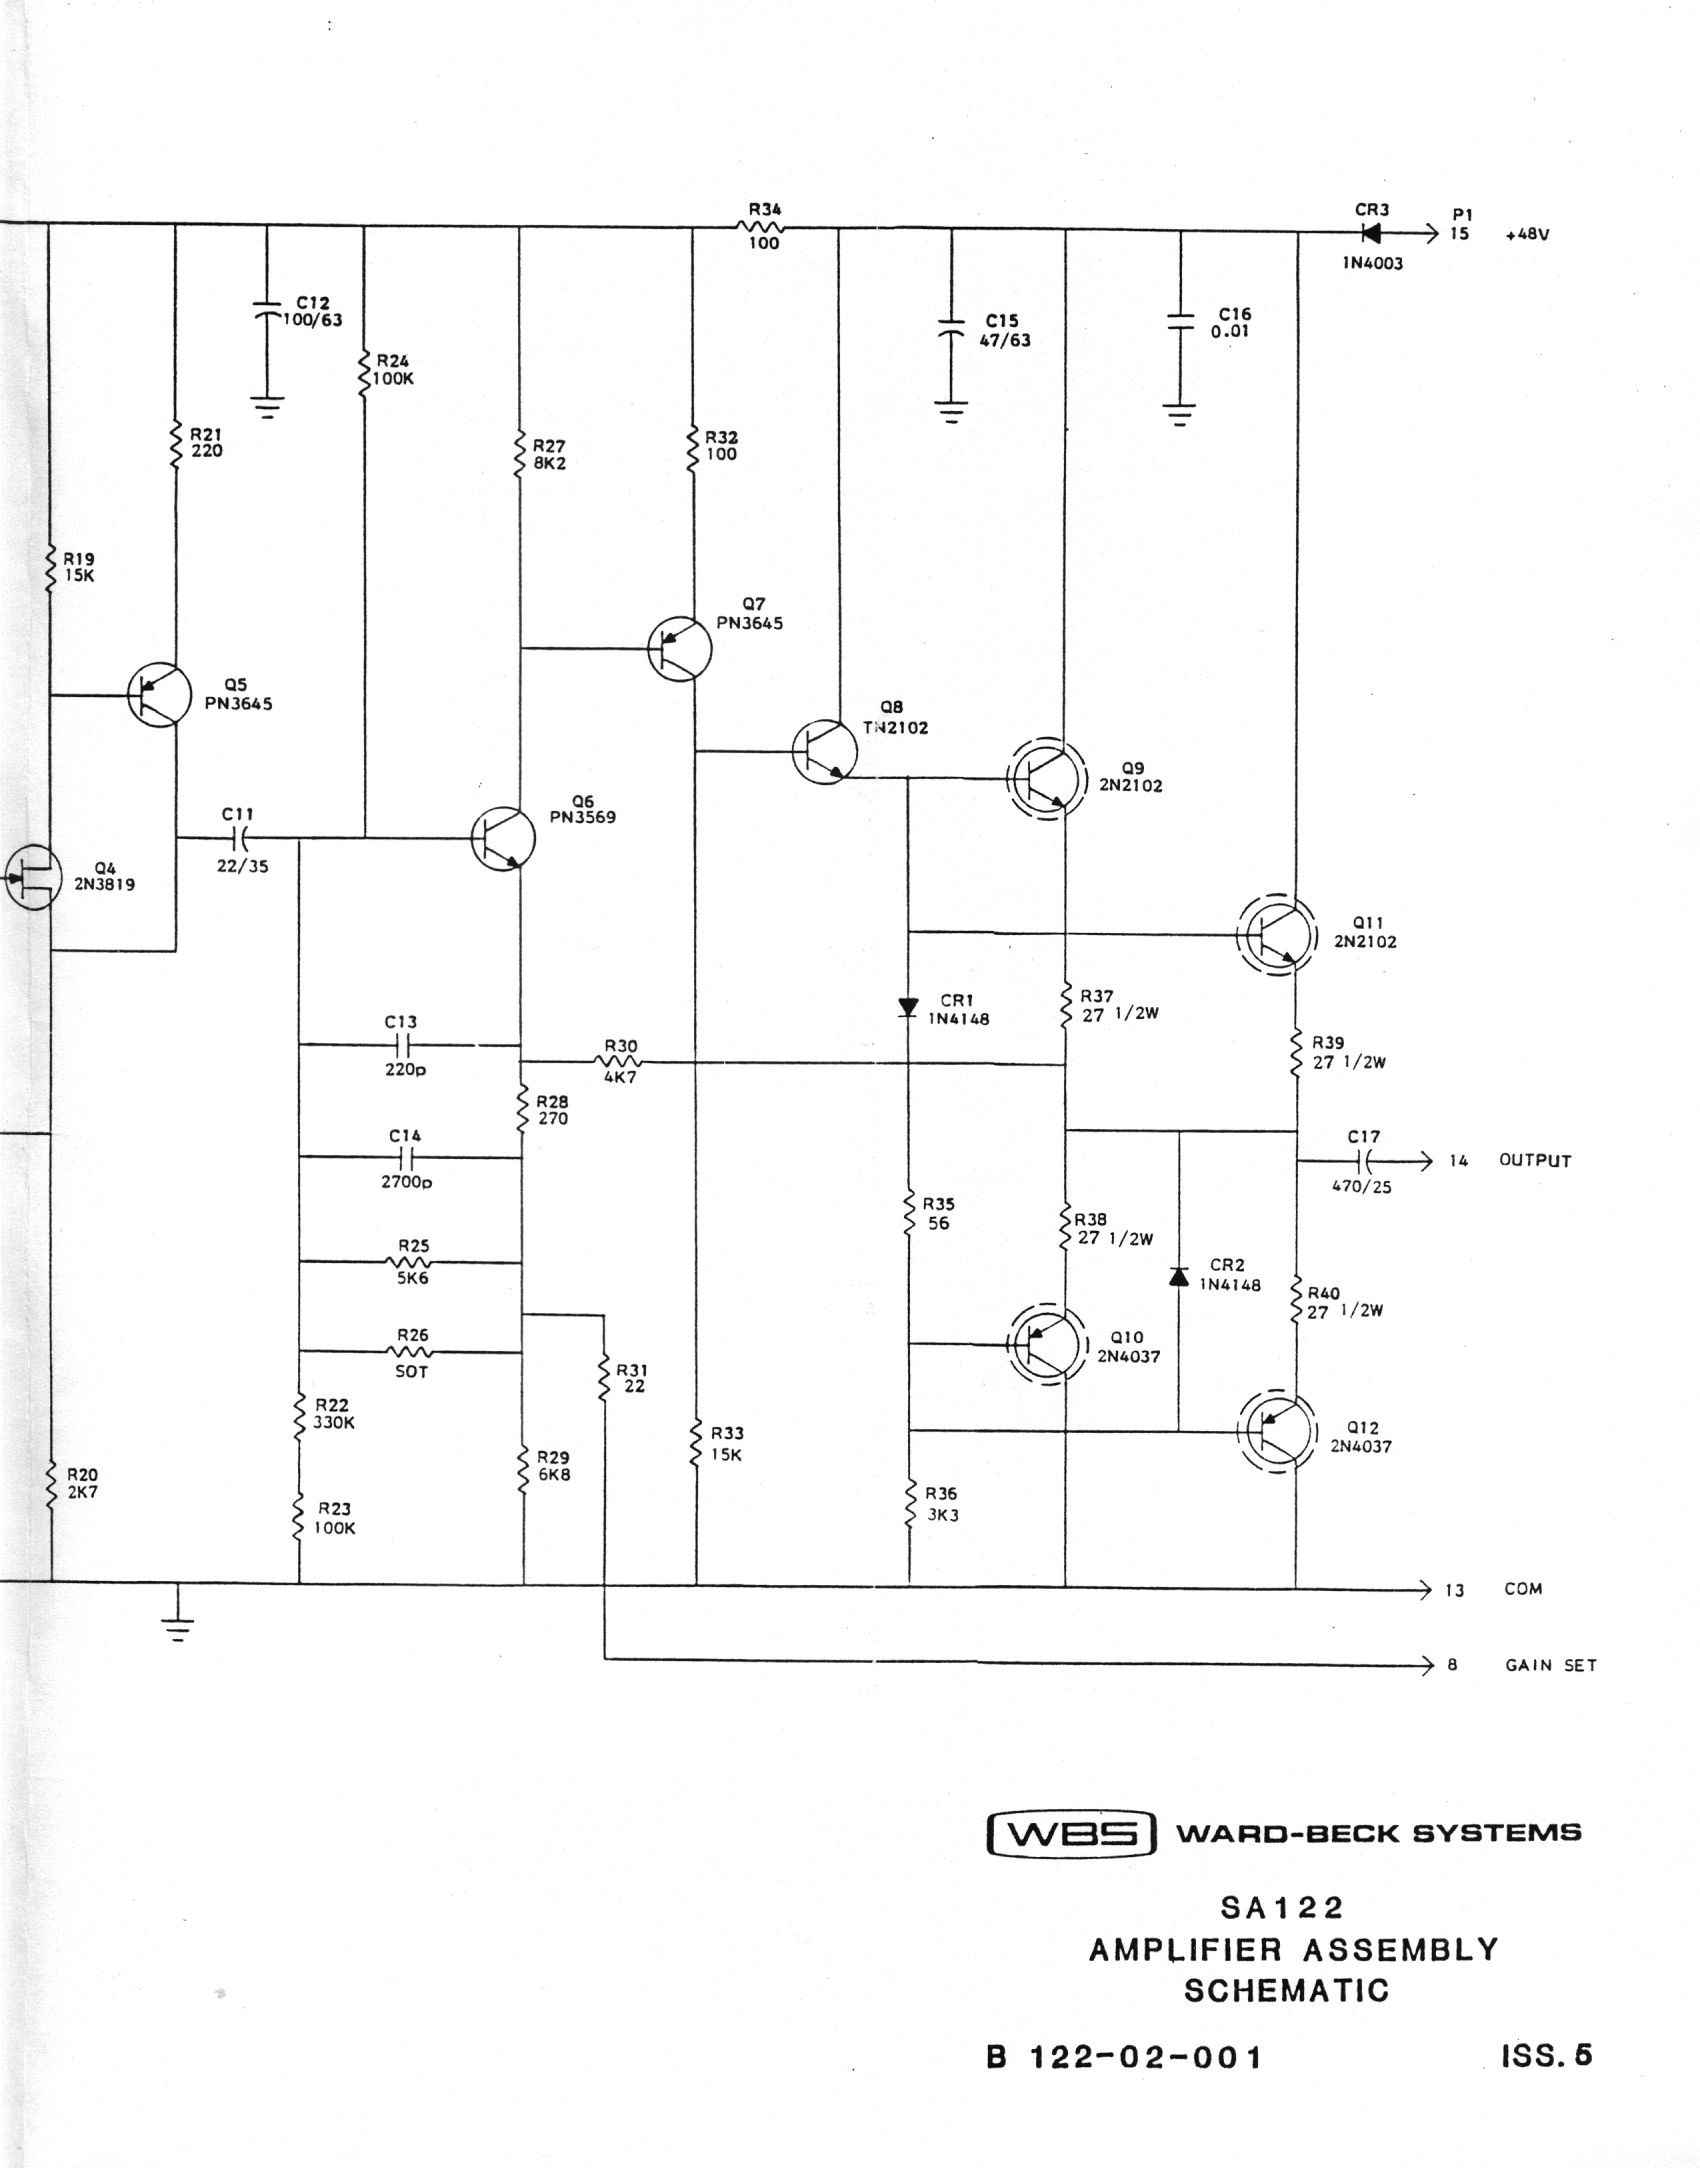 R34
100
CR3
1N4003
P1
15
+48V
C12
100/63
R24
100K
C15
47/63
C16
0.01
R21
220
R27
8K2
R32
100
R19
15K
Q7
PN3645
Q5
PN3645
Q8
TN2102
Q9
2N2102
Q6
PN3569
C11
22/35
Q4
2N3819
Q11
2N2102
CR1
1N4148
R37
27 1/2W
C13
220p
R30
4K7
R39
27 1/2W
R28
270
C14
2700p
C17
470/25
14 OUTPUT
R35
56
R38
27 1/2W
R25
5K6
CR2
1N4148
R40
27 1/2W
R26
SOT
R31
22
Q10
2N4037
R22
330K
R33
15K
Q12
2N4037
R29
6K8
R20
2K7
R36
3K3
R23
100K
13 COM
8 GAIN SET
WBS WARD-BECK SYSTEMS
SA122
AMPLIFIER ASSEMBLY
SCHEMATIC
B 122-02-001 ISS.5